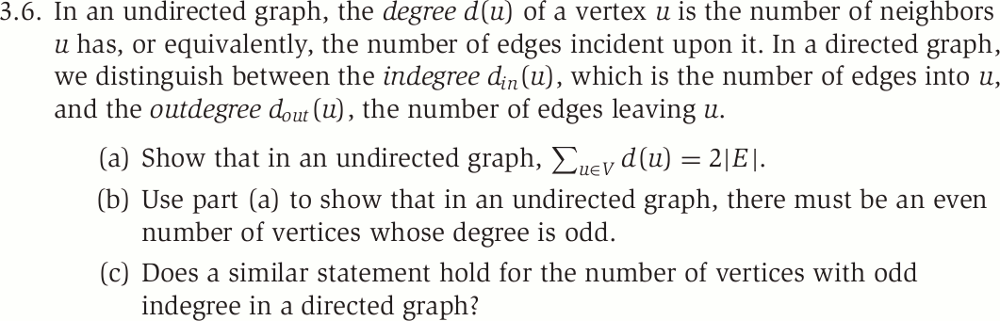 3.6. In an undirected graph, the degree d(u) of a vertex u is the number of neighbors
u has, or equivalently, the number of edges incident upon it. In a directed graph,
we distinguish between the indegree d_in(u), which is the number of edges into u,
and the outdegree d_out(u), the number of edges leaving u.
(a) Show that in an undirected graph, ∑_{u∈V} d(u) = 2|E|.
(b) Use part (a) to show that in an undirected graph, there must be an even
number of vertices whose degree is odd.
(c) Does a similar statement hold for the number of vertices with odd
indegree in a directed graph?